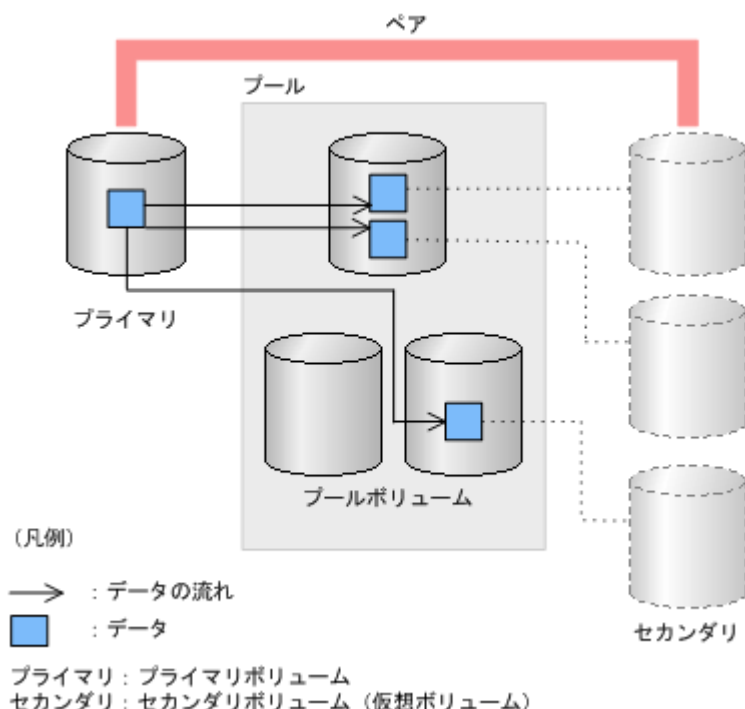 ペア
プール
プライマリ
プールボリューム
セカンダリ
（凡例）
：データの流れ
：データ
プライマリ：プライマリボリューム
セカンダリ：セカンダリボリューム（仮想ボリューム）